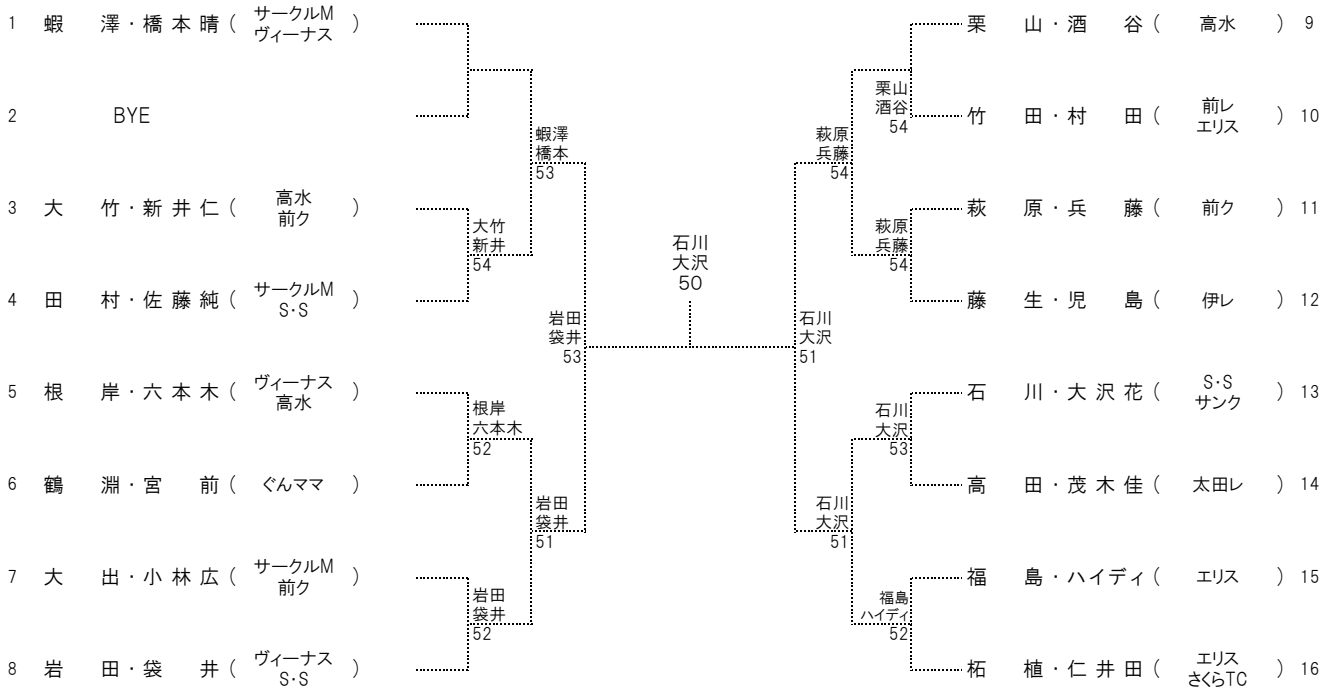 1 蝦 澤・橋本晴 ( サークルM ヴィーナス )
2 BYE
3 大 竹・新井仁 ( 高水 前ク )
4 田 村・佐藤純 ( サークルM S・S )
5 根 岸・六本木 ( ヴィーナス 高水 )
6 鶴 淵・宮 前 ( ぐんママ )
7 大 出・小林広 ( サークルM 前ク )
8 岩 田・袋 井 ( ヴィーナス S・S )
大竹
新井
54
根岸
六本木
52
岩田
袋井
52
蝦澤
橋本
53
岩田
袋井
51
岩田
袋井
53
石川
大沢
50
石川
大沢
51
萩原
兵藤
54
石川
大沢
51
栗山
酒谷
54
萩原
兵藤
54
石川
大沢
53
福島
ハイディ
52
栗 山・酒 谷 ( 高水 ) 9
竹 田・村 田 ( 前レ エリス ) 10
萩 原・兵 藤 ( 前ク ) 11
藤 生・児 島 ( 伊レ ) 12
石 川・大沢花 ( S・S サンク ) 13
高 田・茂木佳 ( 太田レ ) 14
福 島・ハイディ ( エリス ) 15
柘 植・仁井田 ( エリス さくらTC ) 16